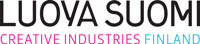 LUOVA SUOMI
CREATIVE INDUSTRIES FINLAND